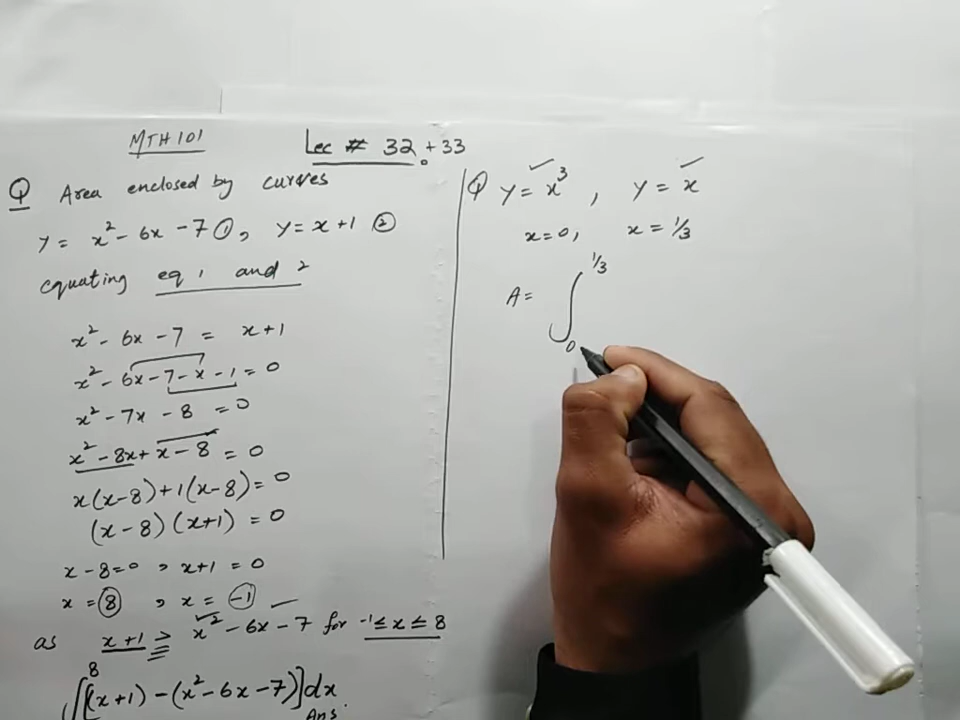 MTH101
Lec # 32 + 33
Q Area enclosed by curves
y = x² - 6x - 7 ①, y = x + 1 ②
equating eq 1 and 2
x² - 6x - 7 = x + 1
x² - 6x - 7 - x - 1 = 0
x² - 7x - 8 = 0
x² - 8x + x - 8 = 0
x(x-8) + 1(x-8) = 0
(x-8)(x+1) = 0
x - 8 = 0, x + 1 = 0
x = 8, x = -1
as x+1 ≥ x² - 6x - 7 for -1 ≤ x ≤ 8
∫⁸[(x+1) - (x² - 6x - 7)]dx
Ans.
Q y = x³, y = x
x = 0, x = 1/3
A = ∫₀^1/3